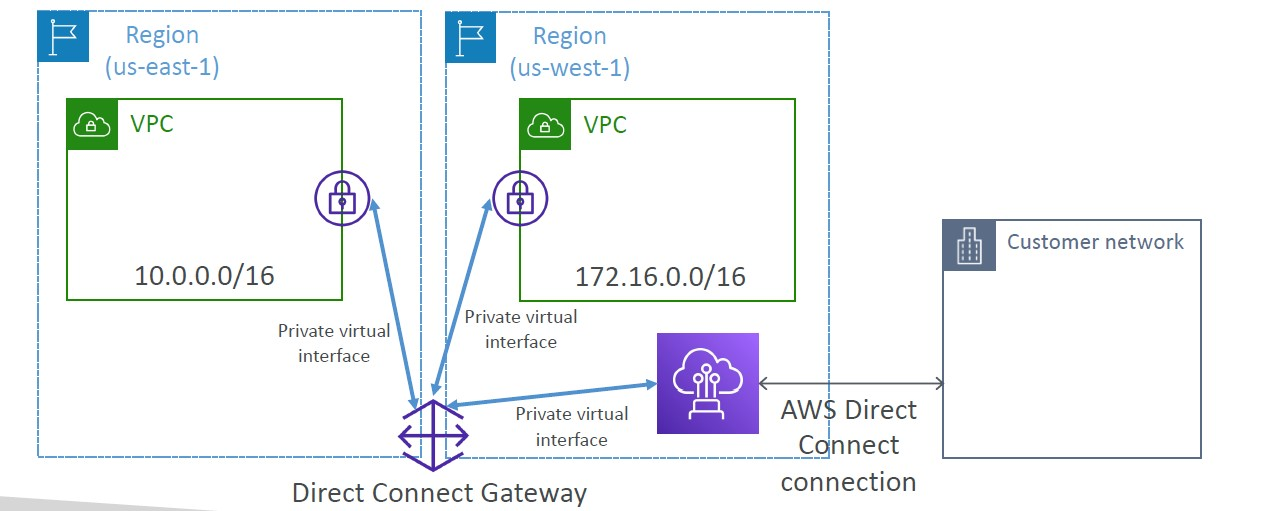 Region
(us-east-1)
Region
(us-west-1)
VPC
VPC
10.0.0.0/16
172.16.0.0/16
Customer network
Private virtual
interface
Private virtual
interface
Private virtual
interface
AWS Direct
Connect
connection
Direct Connect Gateway